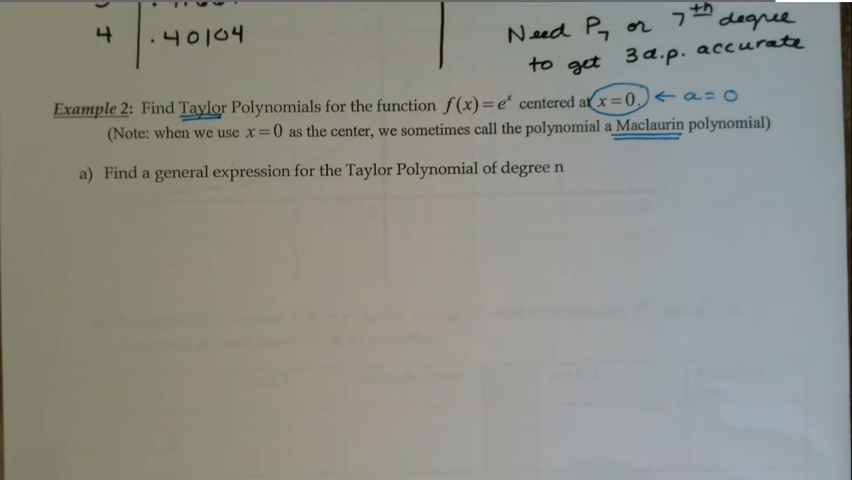 4 .40104
Need P₇ or 7th degree
to get 3 d.p. accurate
Example 2: Find Taylor Polynomials for the function f(x) = eˣ centered at x = 0. ← a = 0
(Note: when we use x = 0 as the center, we sometimes call the polynomial a Maclaurin polynomial)
a) Find a general expression for the Taylor Polynomial of degree n